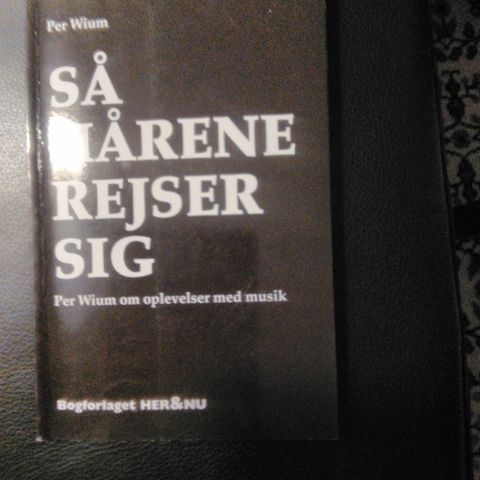 Per Wium
SÅ
HÅRENE
REJSER
SIG
Per Wium om oplevelser med musik
Bogforlaget HER&NU